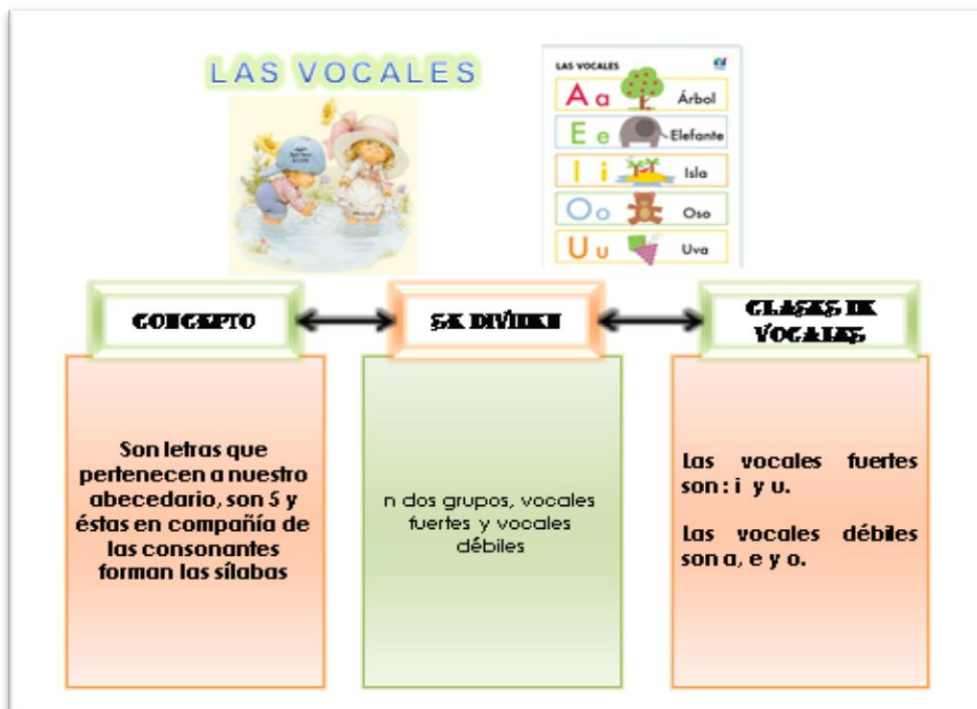 LAS VOCALES
LAS VOCALES
A a Árbol
E e Elefante
I i Isla
O o Oso
U u Uva
CONCEPTO
SE DIVIDEN
CLASES DE
VOCALES
Son letras que
pertenecen a nuestro
abecedario, son 5 y
éstas en compañía de
las consonantes
forman las sílabas
n dos grupos, vocales
fuertes y vocales
débiles
Las vocales fuertes
son: i y u.
Las vocales débiles
son a, e y o.